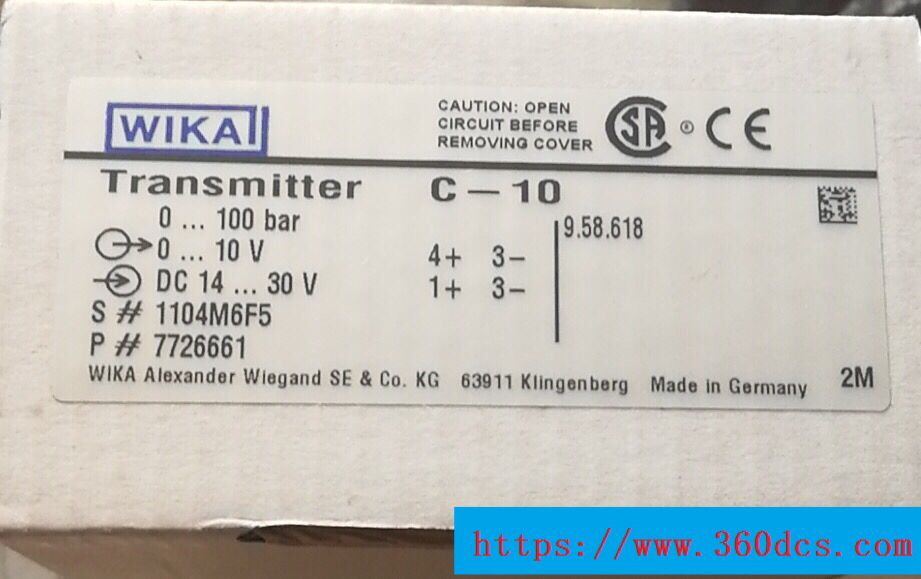 WIKA
CAUTION: OPEN
CIRCUIT BEFORE
REMOVING COVER
CSA ® CE
Transmitter C – 10
0 ... 100 bar
9.58.618
0 ... 10 V 4+ 3–
DC 14 ... 30 V 1+ 3–
S # 1104M6F5
P # 7726661
WIKA Alexander Wiegand SE & Co. KG 63911 Klingenberg Made in Germany 2M
https://www.360dcs.com